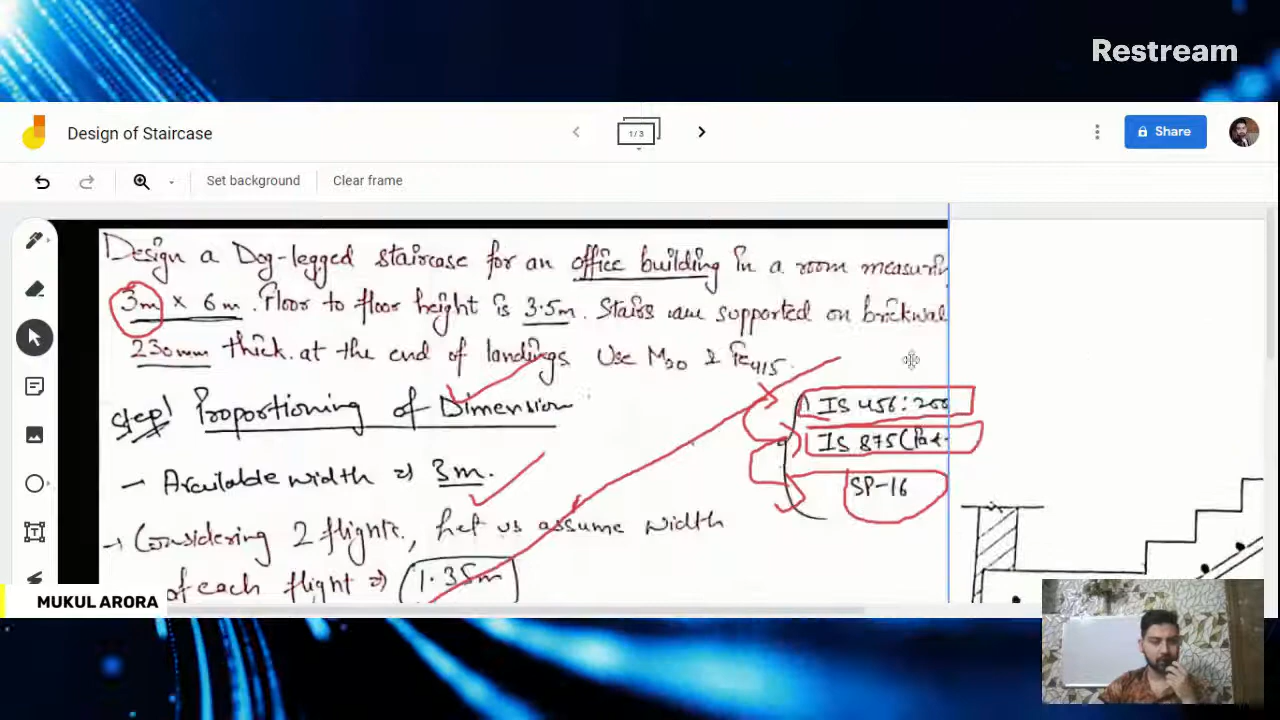 Restream
Design of Staircase
1/3
Share
Set background
Clear frame
Design a Dog-legged staircase for an office building in a room measurin
3m x 6m. Floor to floor height is 3.5m. Stairs are supported on brickwal
230mm thick at the end of landings. Use M20 & Fe415.
Step1 Proportioning of Dimension
IS 456:200
IS 875(Part
- Available width ⇒ 3m.
SP-16
→ Considering 2 flights, let us assume width
of each flight ⇒ 1.35m
MUKUL ARORA